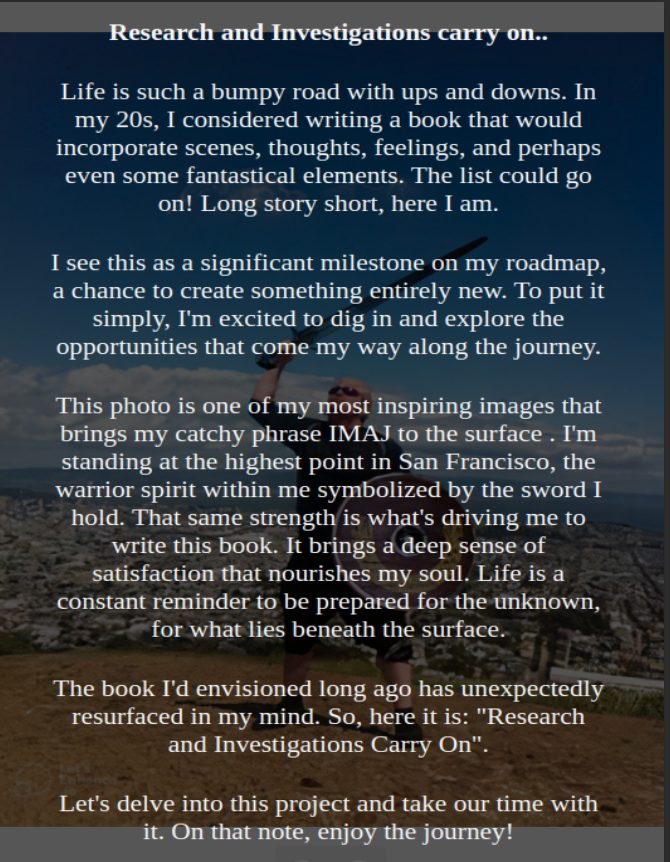 Research and Investigations carry on..
Life is such a bumpy road with ups and downs. In
my 20s, I considered writing a book that would
incorporate scenes, thoughts, feelings, and perhaps
even some fantastical elements. The list could go
on! Long story short, here I am.
I see this as a significant milestone on my roadmap,
a chance to create something entirely new. To put it
simply, I'm excited to dig in and explore the
opportunities that come my way along the journey.
This photo is one of my most inspiring images that
brings my catchy phrase IMAJ to the surface . I'm
standing at the highest point in San Francisco, the
warrior spirit within me symbolized by the sword I
hold. That same strength is what's driving me to
write this book. It brings a deep sense of
satisfaction that nourishes my soul. Life is a
constant reminder to be prepared for the unknown,
for what lies beneath the surface.
The book I'd envisioned long ago has unexpectedly
resurfaced in my mind. So, here it is: "Research
and Investigations Carry On".
Let's delve into this project and take our time with
it. On that note, enjoy the journey!